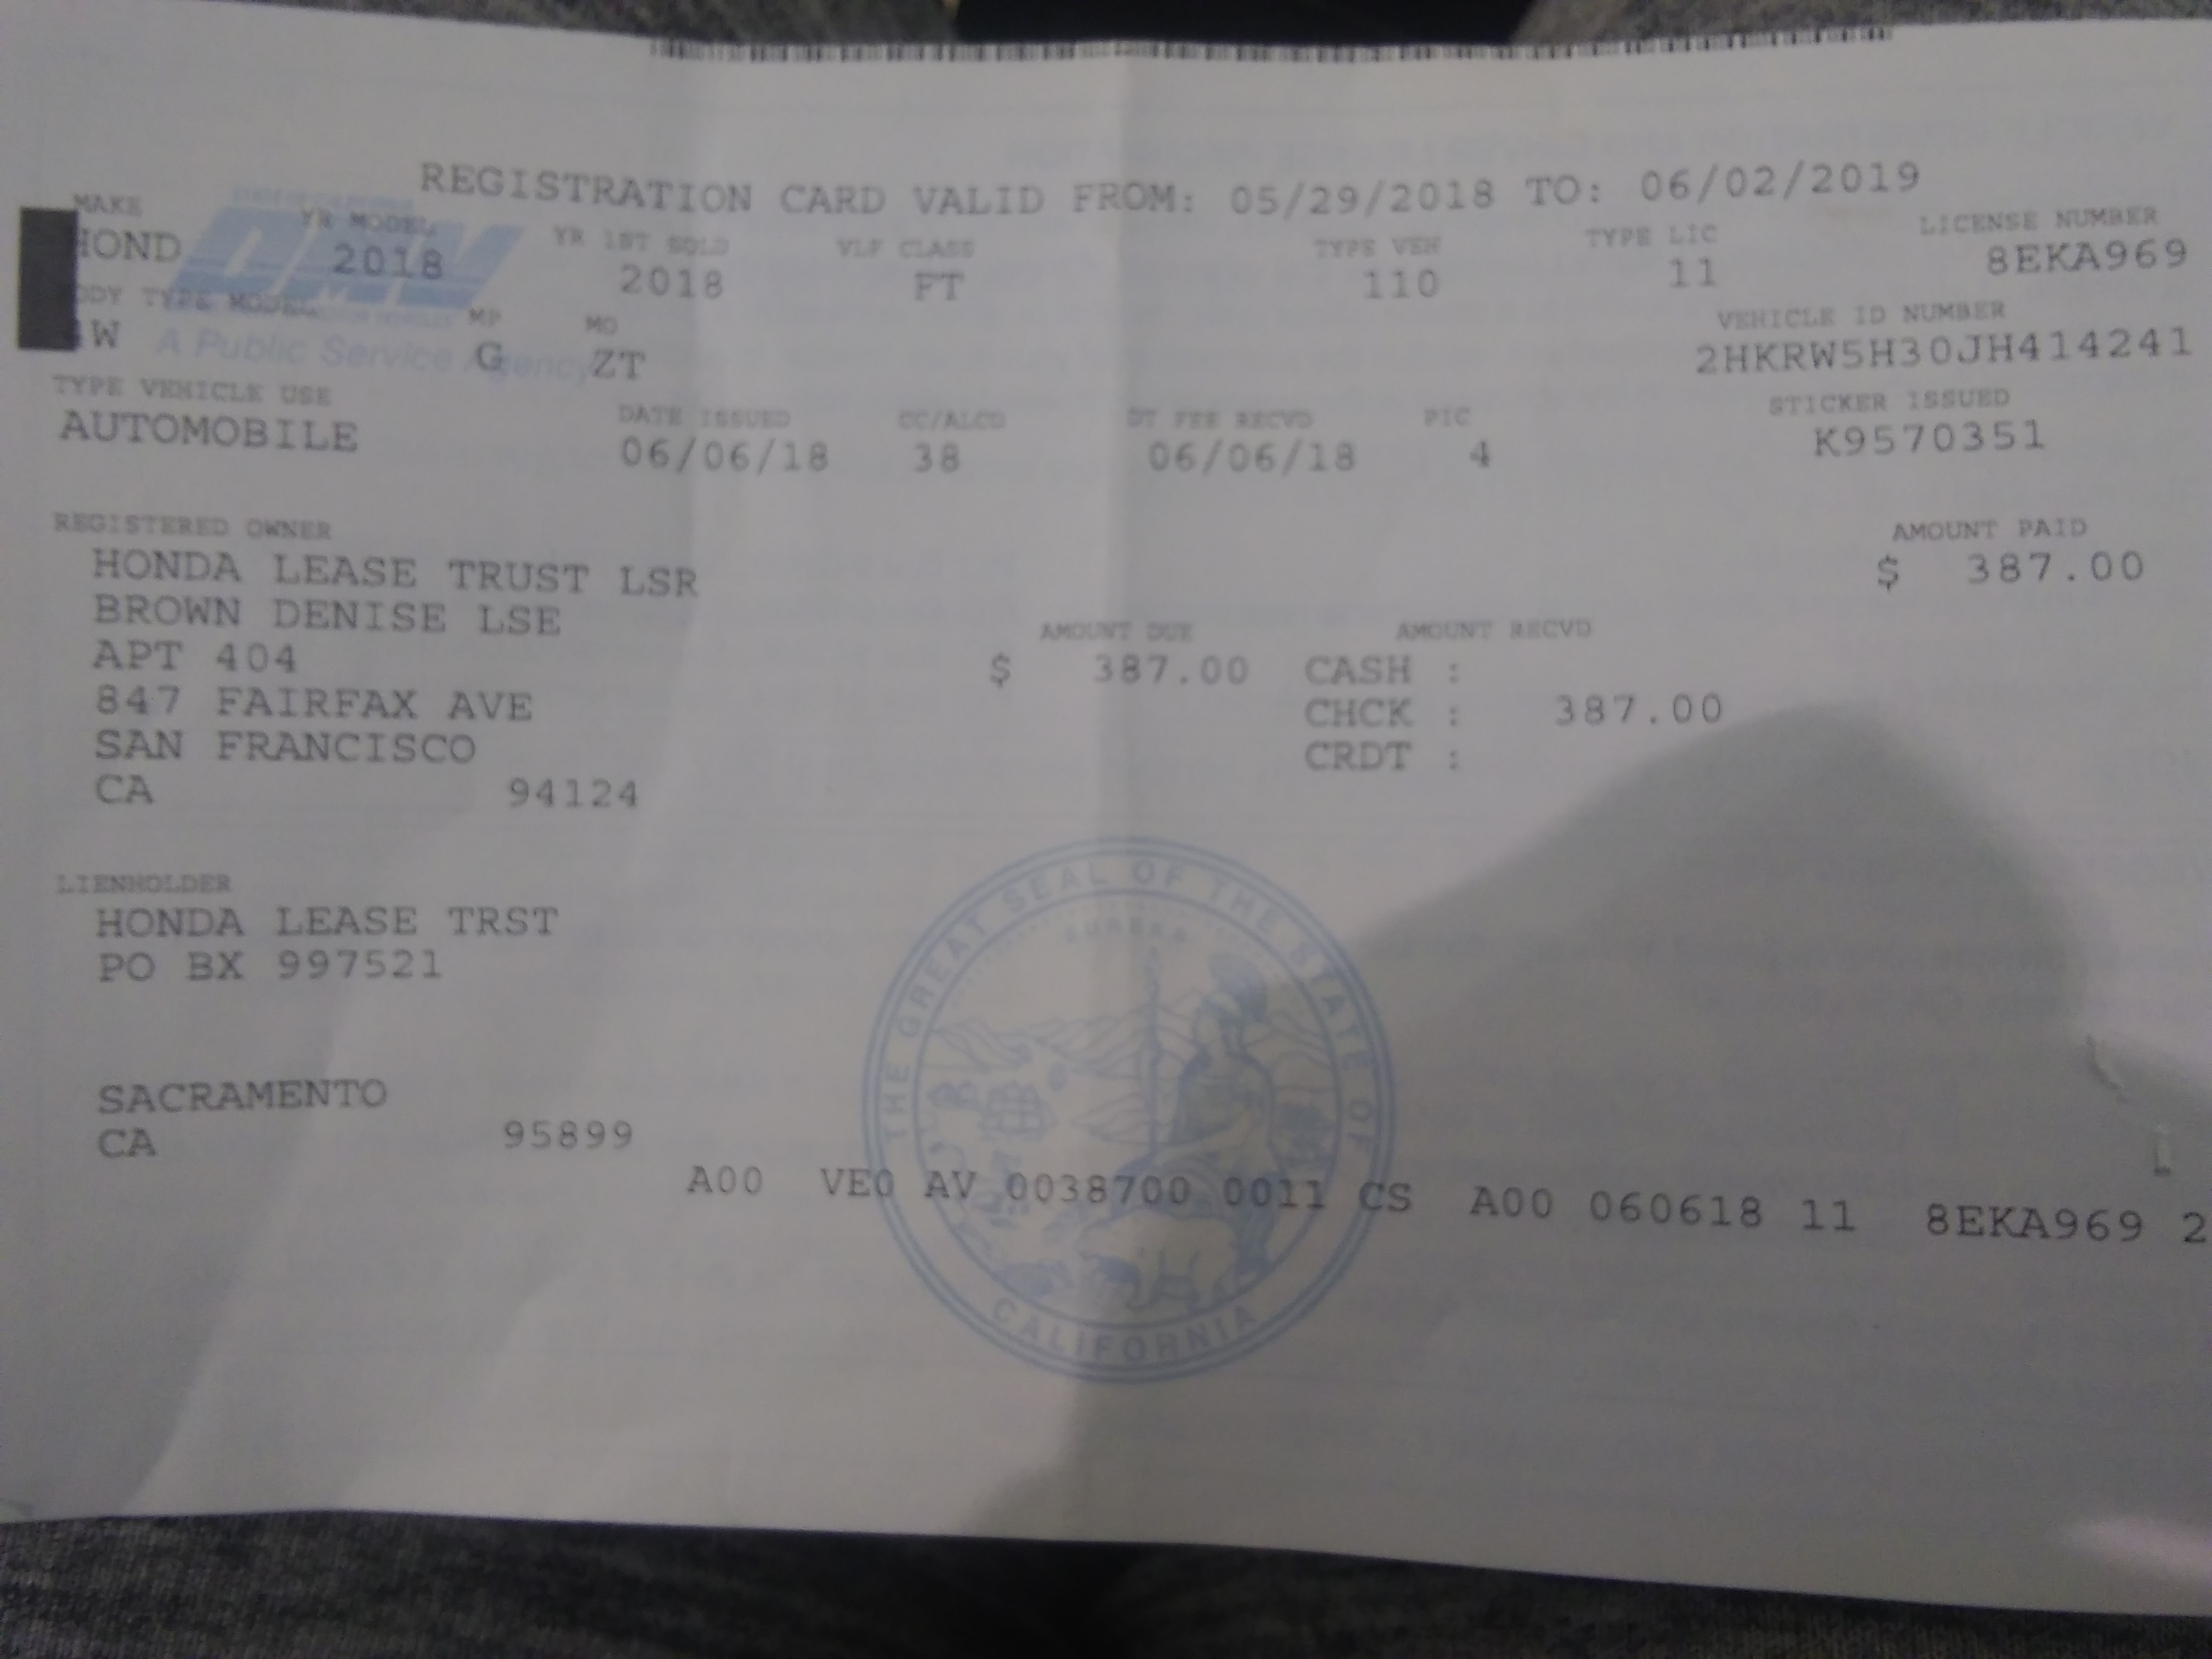 REGISTRATION CARD VALID FROM: 05/29/2018 TO: 06/02/2019
MAKE YR MODEL YR 1ST SOLD VLF CLASS TYPE VEH TYPE LIC LICENSE NUMBER
HOND 2018 2018 FT 110 11 8EKA969
TYPE MODEL MP MO VEHICLE ID NUMBER
W G ZT 2HKRW5H30JH414241
A Public Service Agency
TYPE VEHICLE USE DATE ISSUED CC/ALCO DT FEE RECVD PIC STICKER ISSUED
AUTOMOBILE 06/06/18 38 06/06/18 4 K9570351
REGISTERED OWNER AMOUNT PAID
HONDA LEASE TRUST LSR $ 387.00
BROWN DENISE LSE
AMOUNT DUE AMOUNT RECVD
APT 404 $ 387.00 CASH :
847 FAIRFAX AVE CHCK : 387.00
SAN FRANCISCO CRDT :
CA 94124
LIENHOLDER
HONDA LEASE TRST
PO BX 997521
SACRAMENTO
CA 95899
A00 VE0 AV 0038700 0011 CS A00 060618 11 8EKA969 2
THE GREAT SEAL OF THE STATE OF CALIFORNIA
EUREKA